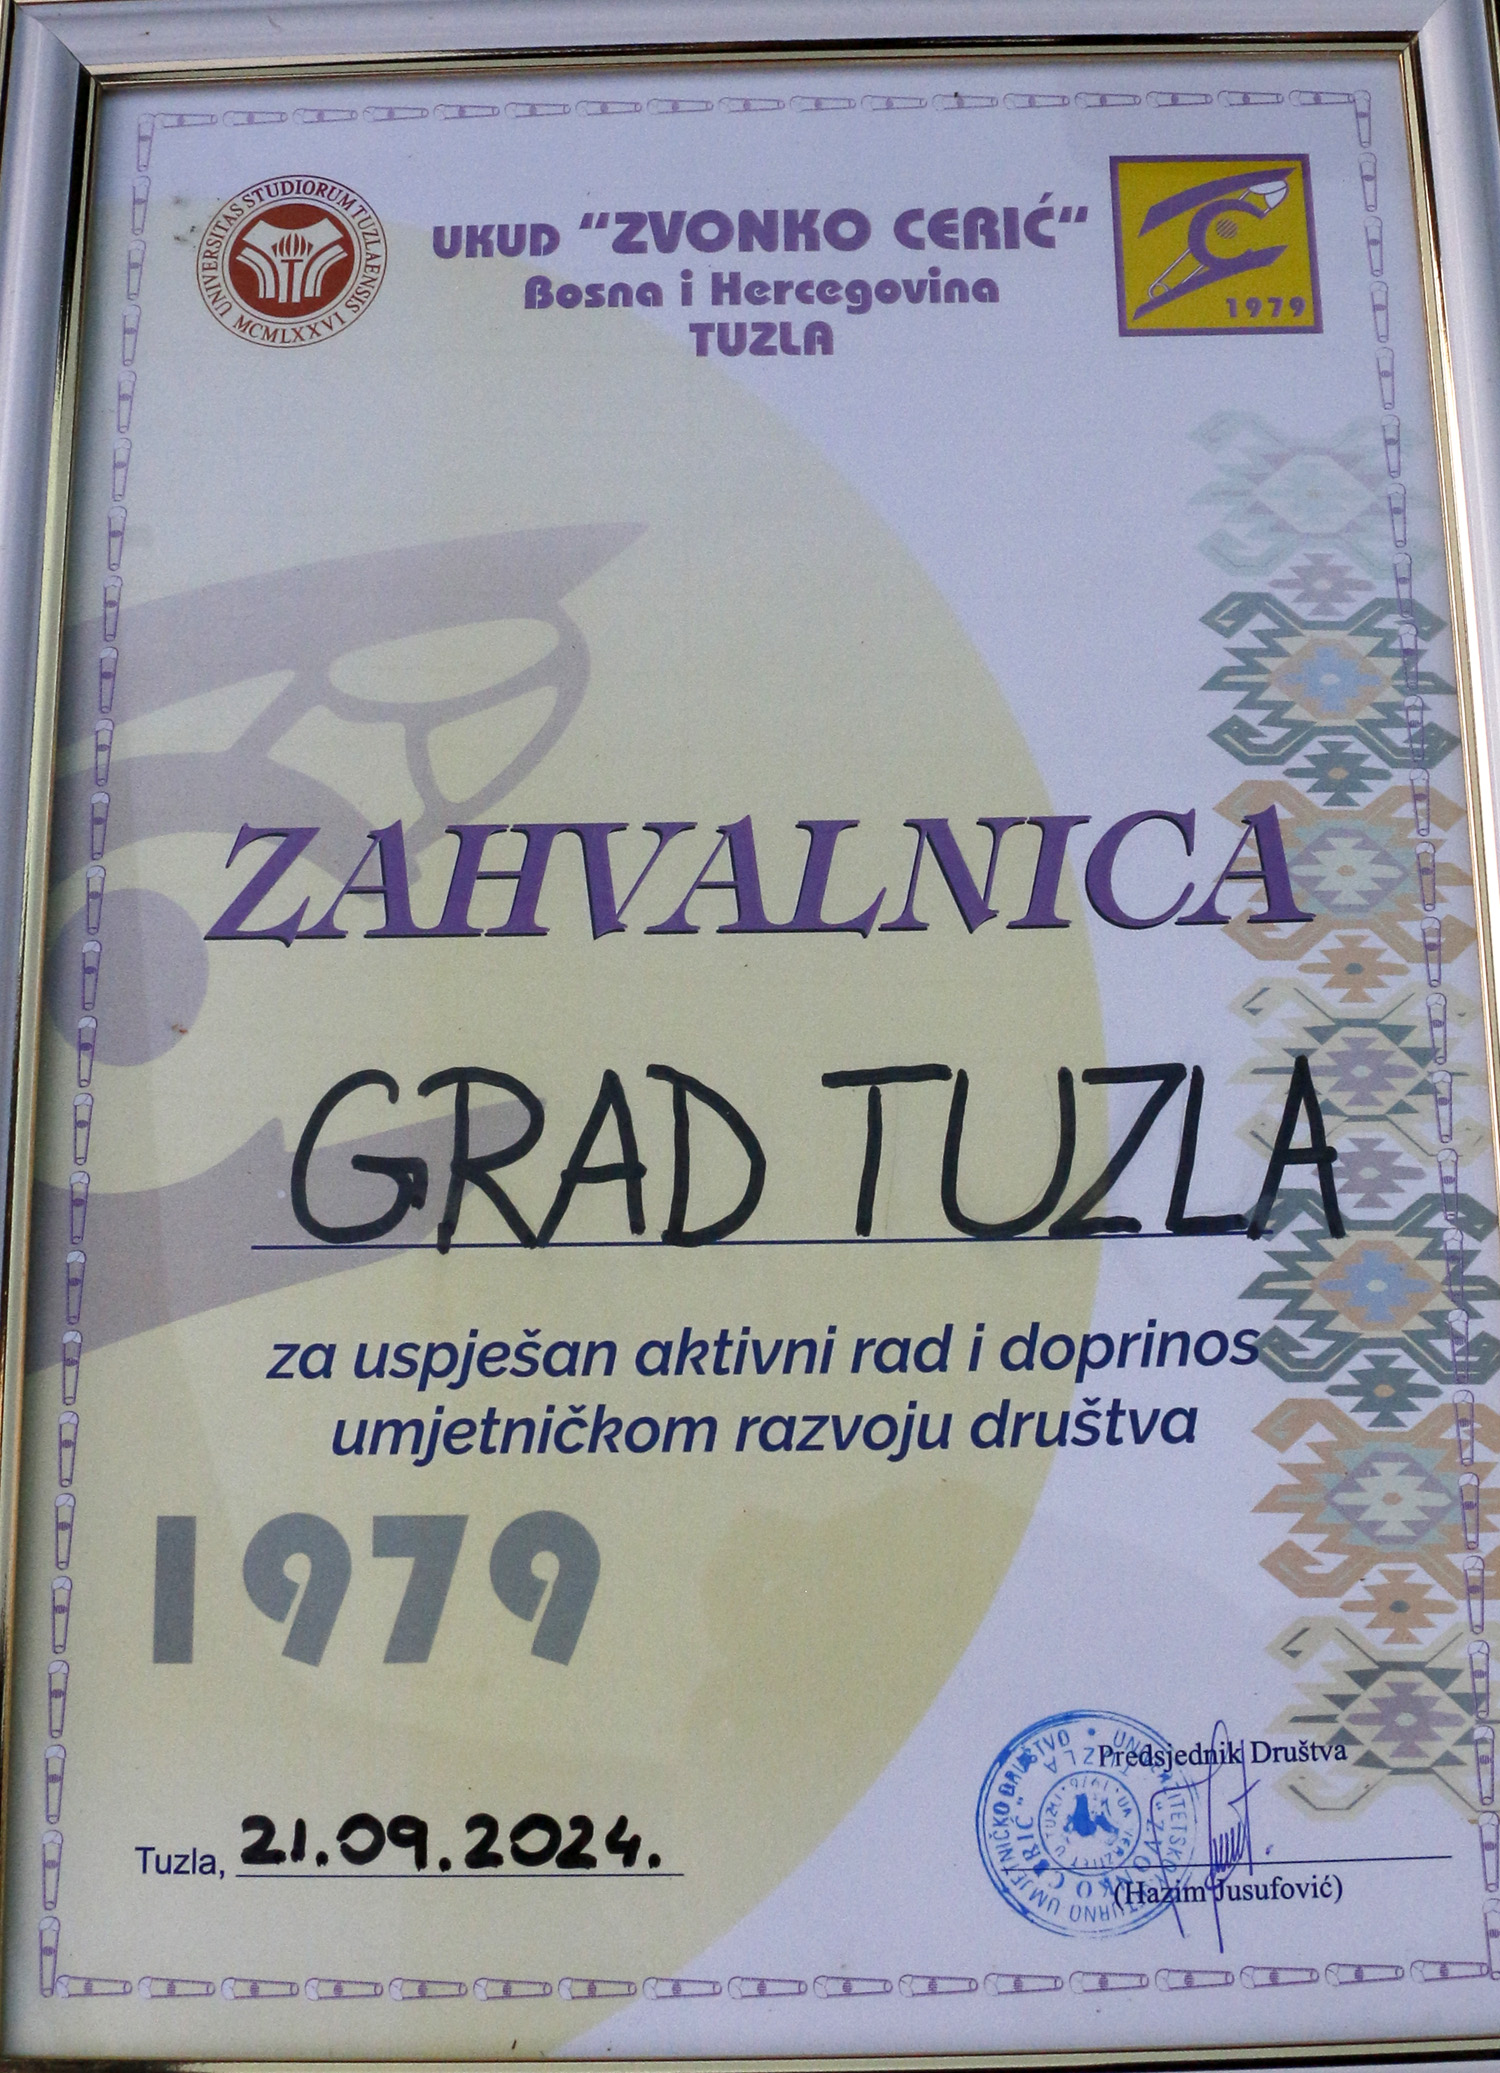 UNIVERSITAS STUDIORUM TUZLAENSIS
MCMLXXVI
UKUD "ZVONKO CERIĆ"
Bosna i Hercegovina
TUZLA
1979
ZAHVALNICA
GRAD TUZLA
za uspješan aktivni rad i doprinos
umjetničkom razvoju društva
1979
Predsjednik Društva
Tuzla, 21.09.2024.
(Hazim Jusufović)